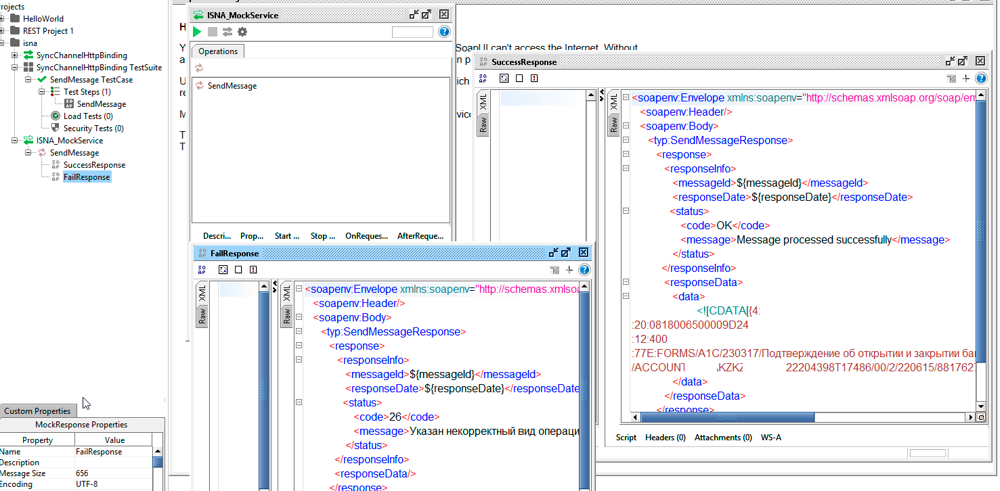 rojects
HelloWorld
REST Project 1
isna
SyncChannelHttpBinding
SyncChannelHttpBinding TestSuite
SendMessage TestCase
Test Steps (1)
SendMessage
Load Tests (0)
Security Tests (0)
ISNA_MockService
SendMessage
SuccessResponse
FailResponse
Custom Properties
MockResponse Properties
Property Value
Name FailResponse
Description
Message Size 656
Encoding UTF-8
ISNA_MockService
Operations
SendMessage
Descri... Prop... Start ... Stop ... OnReques... AfterReque...
SoapUI can't access the Internet. Without
SuccessResponse
XML
Raw
XML
Raw
<soapenv:Envelope xmlns:soapenv="http://schemas.xmlsoap.org/soap/en
<soapenv:Header/>
<soapenv:Body>
<typ:SendMessageResponse>
<response>
<responseInfo>
<messageId>${messageId}</messageId>
<responseDate>${responseDate}</responseDate>
<status>
<code>OK</code>
<message>Message processed successfully</message>
</status>
</responseInfo>
<responseData>
<data>
<![CDATA[{4:
:20:0818006500009D24
:12:400
:77E:FORMS/A1C/230317/Подтверждение об открытии и закрытии ба
/ACCOUNT KZKZ 22204398T17486/00/2/220615/881762
</data>
</responseData>
</response>
Script Headers (0) Attachments (0) WS-A
FailResponse
XML
Raw
XML
Raw
<soapenv:Envelope xmlns:soapenv="http://schemas.xmlsoa
<soapenv:Header/>
<soapenv:Body>
<typ:SendMessageResponse>
<response>
<responseInfo>
<messageId>${messageId}</messageId>
<responseDate>${responseDate}</responseDate
<status>
<code>26</code>
<message>Указан некорректный вид операци
</status>
</responseInfo>
<responseData/>
</response>